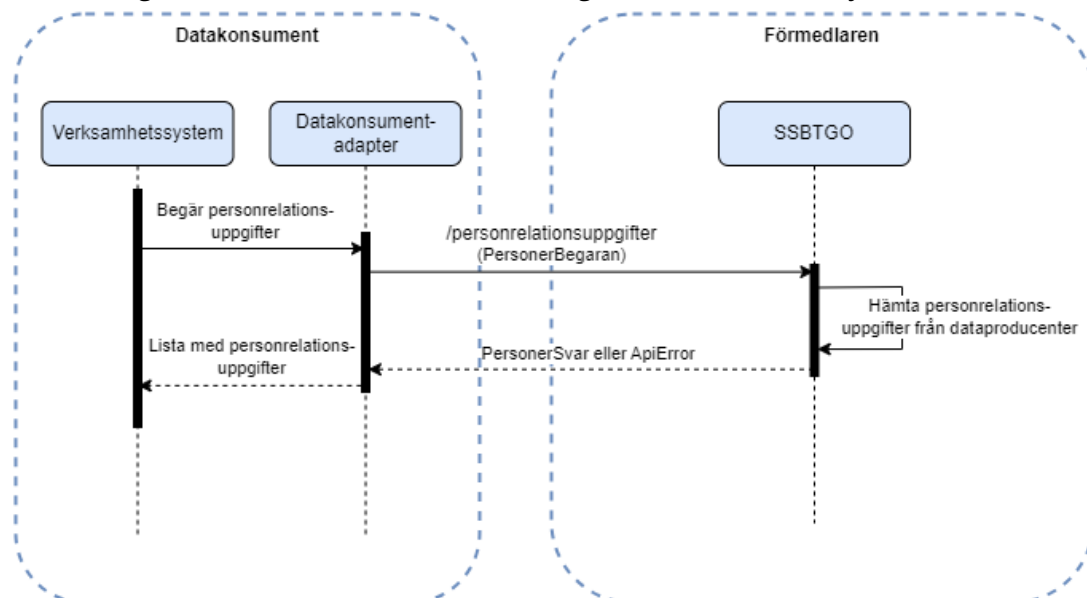 Datakonsument
Förmedlaren
Verksamhetssystem
Datakonsument-
adapter
SSBTGO
Begär personrelations-
uppgifter
/personrelationsuppgifter
(PersonerBegaran)
Hämta personrelations-
uppgifter från dataproducenter
Lista med personrelations-
uppgifter
PersonerSvar eller ApiError